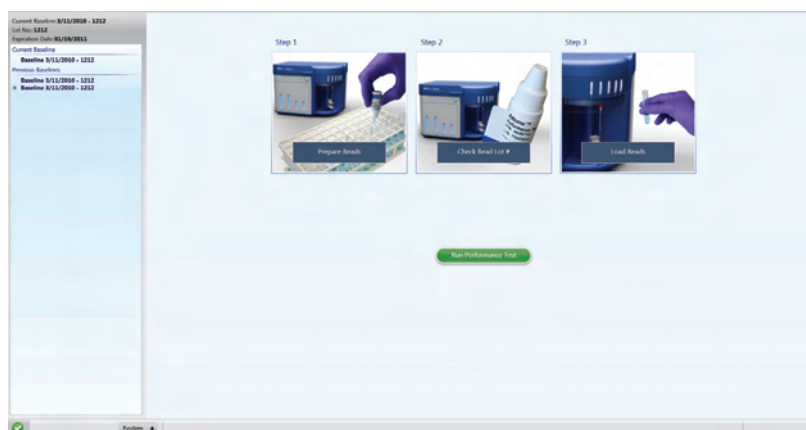 Current Baseline: 3/11/2010 - 1212
Lot No.: 1212
Expiration Date: 01/19/2011
Current Baseline
Baseline 3/11/2010 - 1212
Previous Baselines
Baseline 3/11/2010 - 1212
Baseline 3/11/2010 - 1212
Step 1
Step 2
Step 3
Prepare Beads
Check Bead Lot #
Load Beads
Run Performance Test
Functions